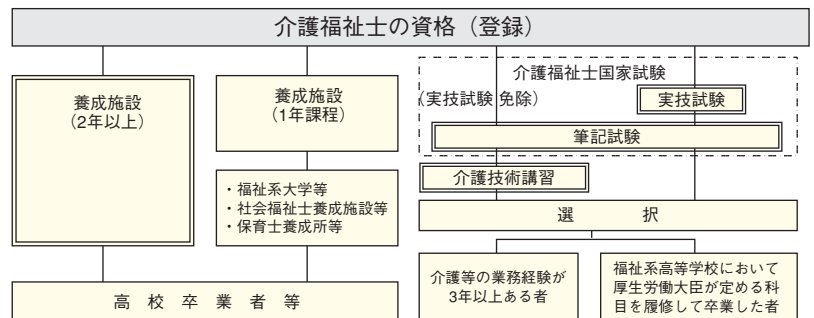 介護福祉士の資格（登録）
養成施設
（2年以上）
養成施設
（1年課程）
・福祉系大学等
・社会福祉士養成施設等
・保育士養成所等
高校卒業者等
介護福祉士国家試験
（実技試験免除）
実技試験
筆記試験
介護技術講習
選択
介護等の業務経験が
3年以上ある者
福祉系高等学校において
厚生労働大臣が定める科
目を履修して卒業した者